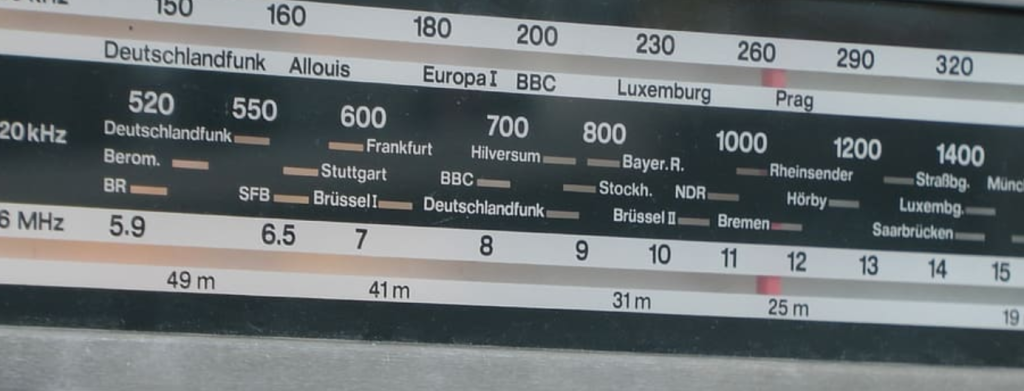 150 160 180 200 230 260 290 320
Deutschlandfunk Allouis Europa I BBC Luxemburg Prag
520 550 600 700 800 1000 1200 1400
20 kHz Deutschlandfunk Frankfurt Hilversum Bayer.R. Rheinsender Straßbg.
Berom. Stuttgart BBC Stockh. NDR Hörby Luxembg.
BR SFB Brüssel I Deutschlandfunk Brüssel II Bremen Saarbrücken
6 MHz 5.9 6.5 7 8 9 10 11 12 13 14 15
49 m 41 m 31 m 25 m 19